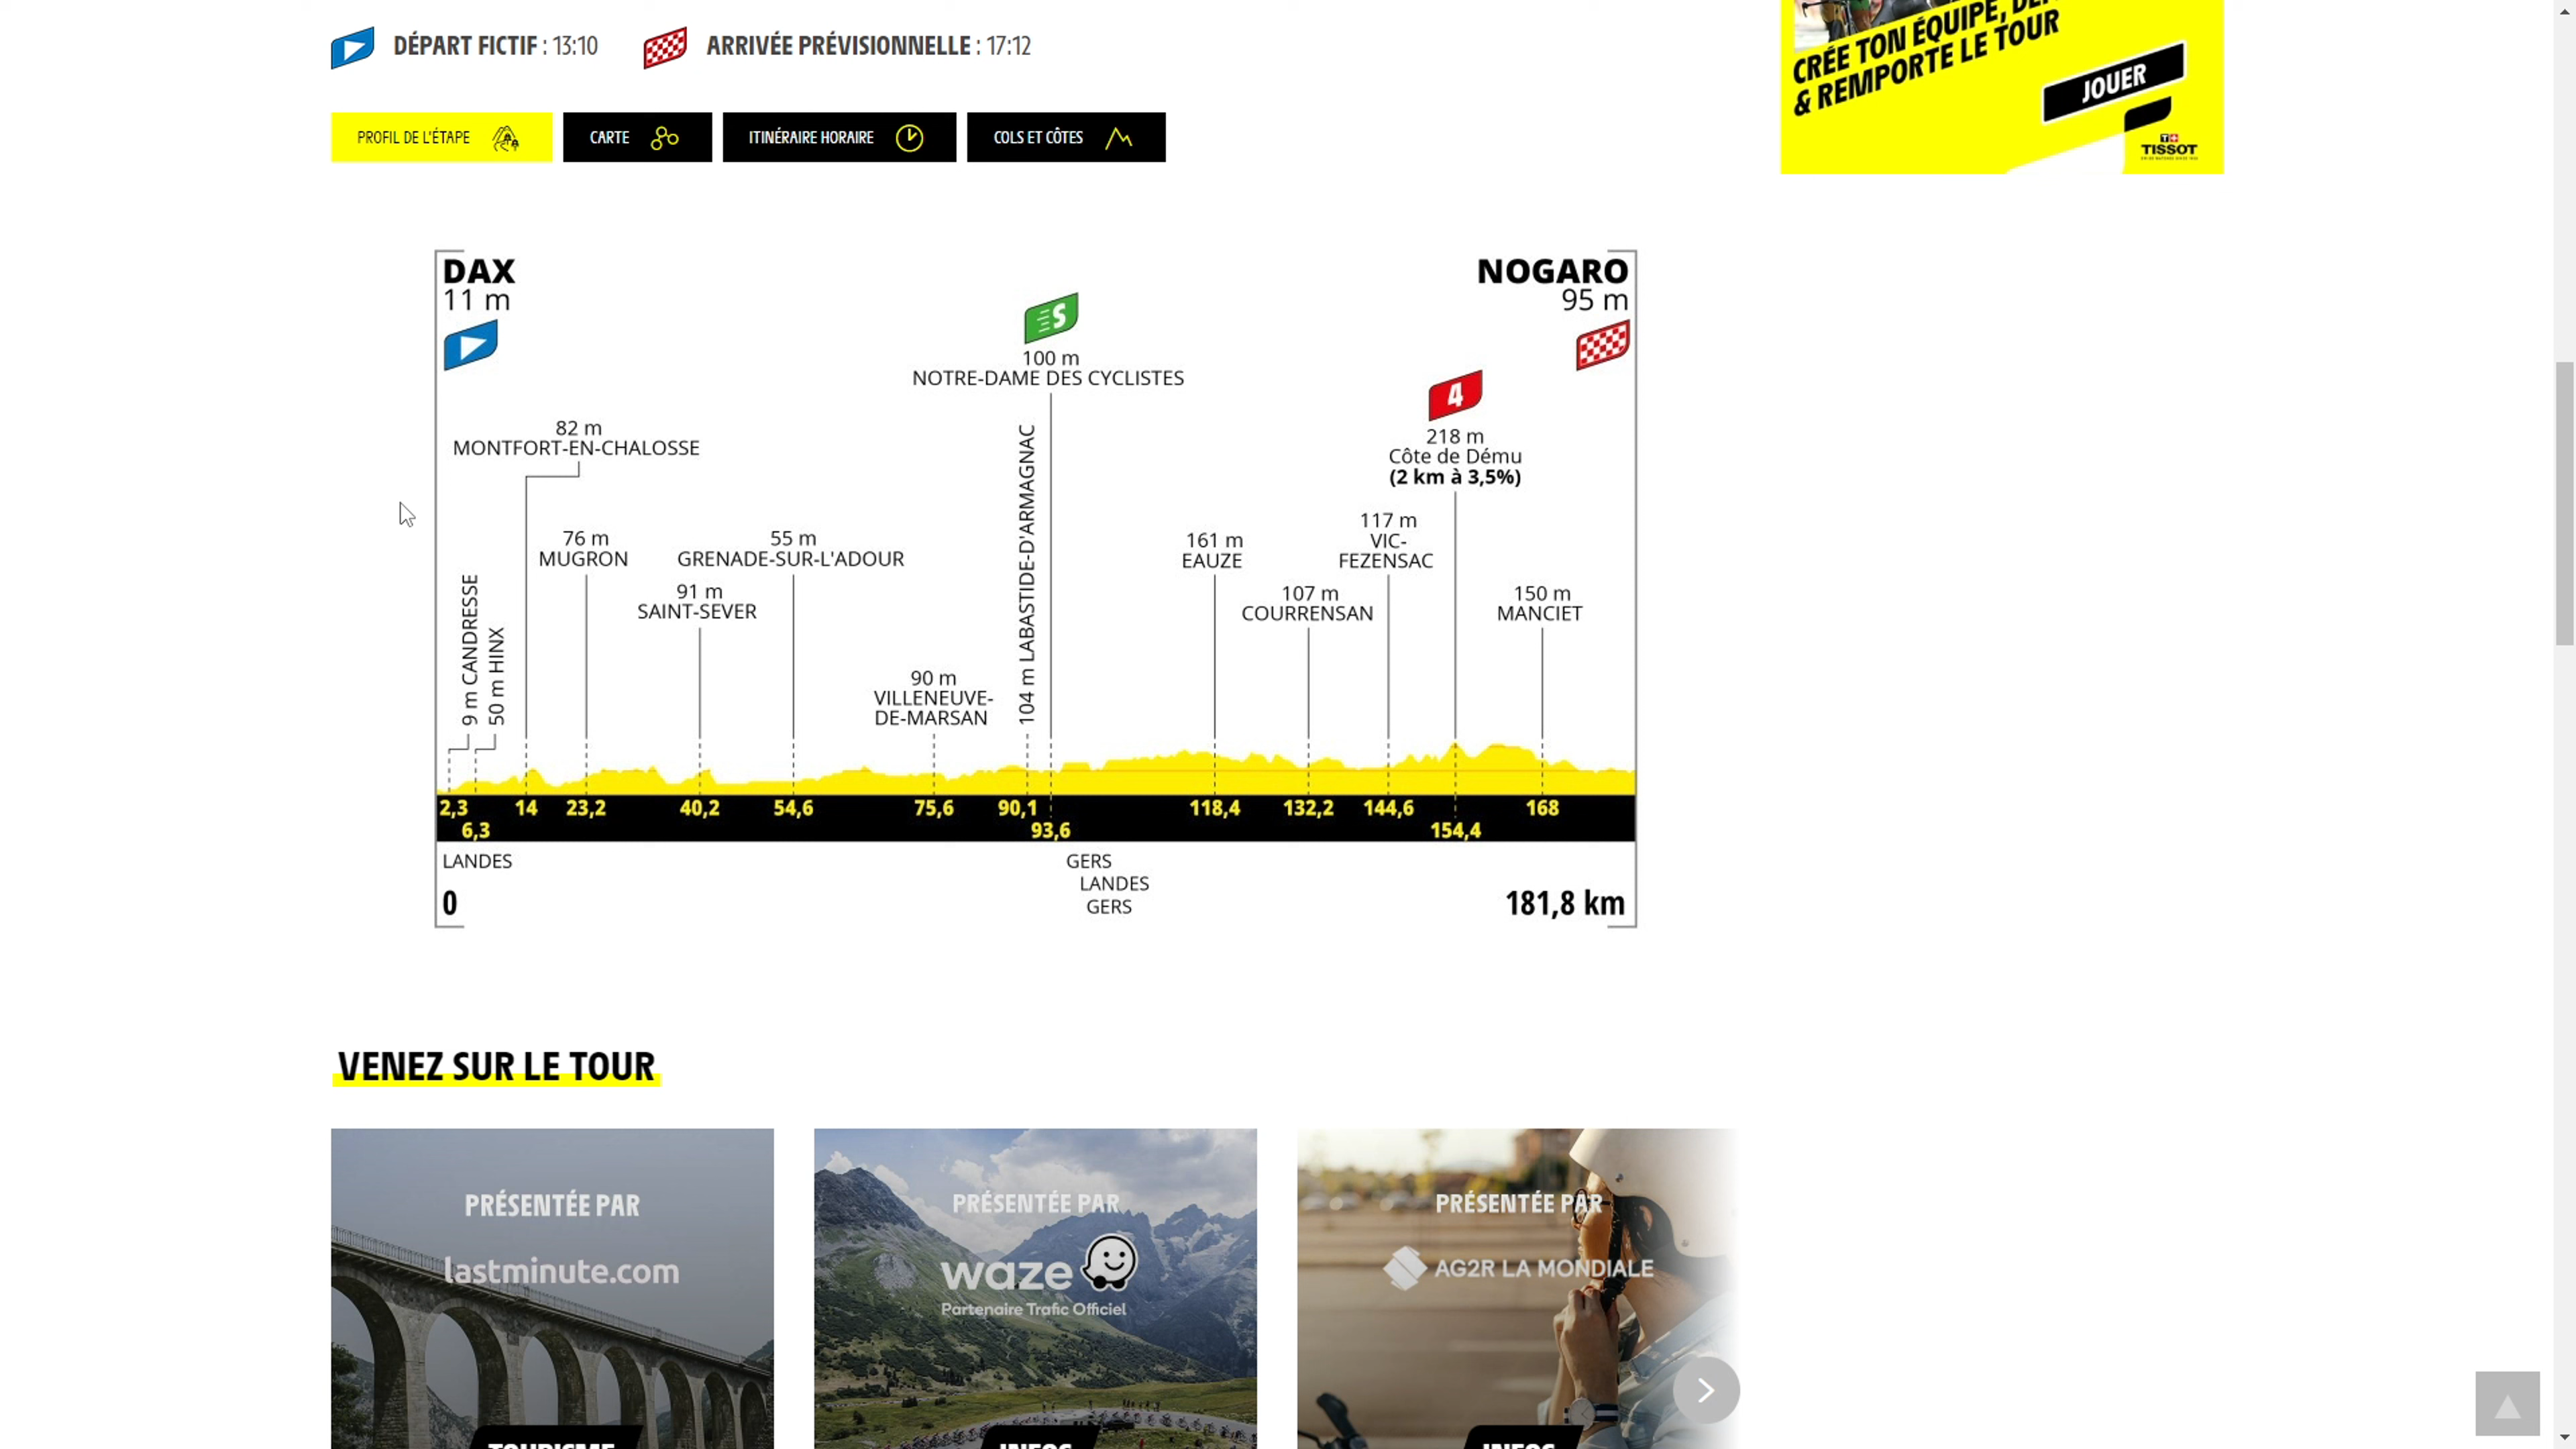 DÉPART FICTIF : 13:10
ARRIVÉE PRÉVISIONNELLE : 17:12
CRÉE TON ÉQUIPE,
& REMPORTE LE TOUR
JOUER
T+
TISSOT
PROFIL DE L'ÉTAPE
CARTE
ITINÉRAIRE HORAIRE
COLS ET CÔTES
DAX
11 m
NOGARO
95 m
S
100 m
NOTRE-DAME DES CYCLISTES
4
218 m
Côte de Dému
(2 km à 3,5%)
82 m
MONTFORT-EN-CHALOSSE
9 m CANDRESSE
50 m HINX
76 m
MUGRON
91 m
SAINT-SEVER
55 m
GRENADE-SUR-L'ADOUR
90 m
VILLENEUVE-
DE-MARSAN
104 m LABASTIDE-D'ARMAGNAC
161 m
EAUZE
107 m
COURRENSAN
117 m
VIC-
FEZENSAC
150 m
MANCIET
2,3 14 23,2 40,2 54,6 75,6 90,1 118,4 132,2 144,6 168
6,3 93,6 154,4
LANDES
GERS
LANDES
GERS
0
181,8 km
VENEZ SUR LE TOUR
PRÉSENTÉE PAR
lastminute.com
TOURISME
PRÉSENTÉE PAR
waze
Partenaire Trafic Officiel
INFOS
PRÉSENTÉE PAR
AG2R LA MONDIALE
INFOS